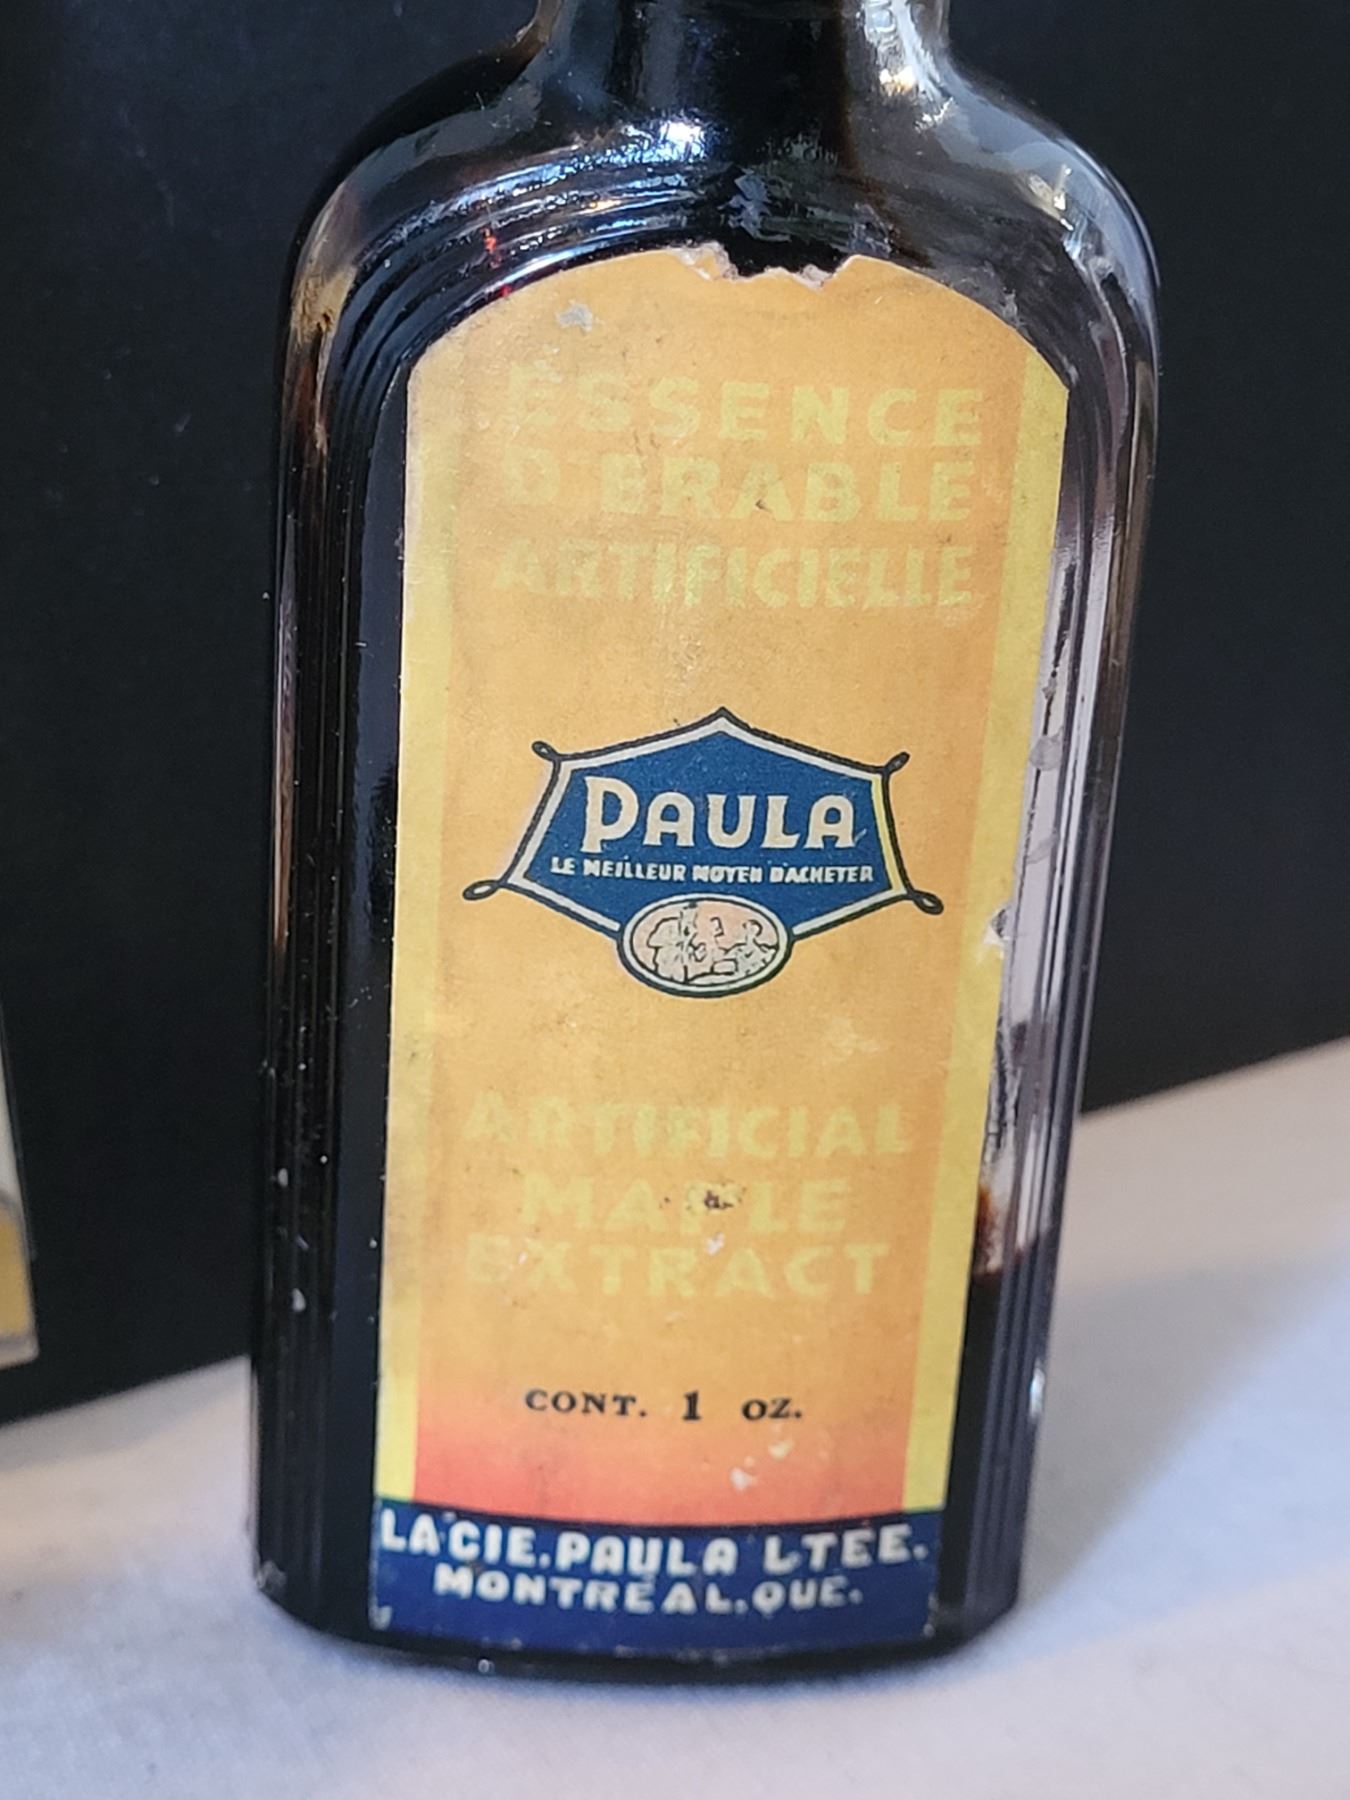 ESSENCE
D'ERABLE
ARTIFICIELLE
PAULA
LE MEILLEUR MOYEN D'ACHETER
ARTIFICIAL
MAPLE
EXTRACT
CONT. 1 OZ.
LA CIE. PAULA LTEE.
MONTREAL. QUE.